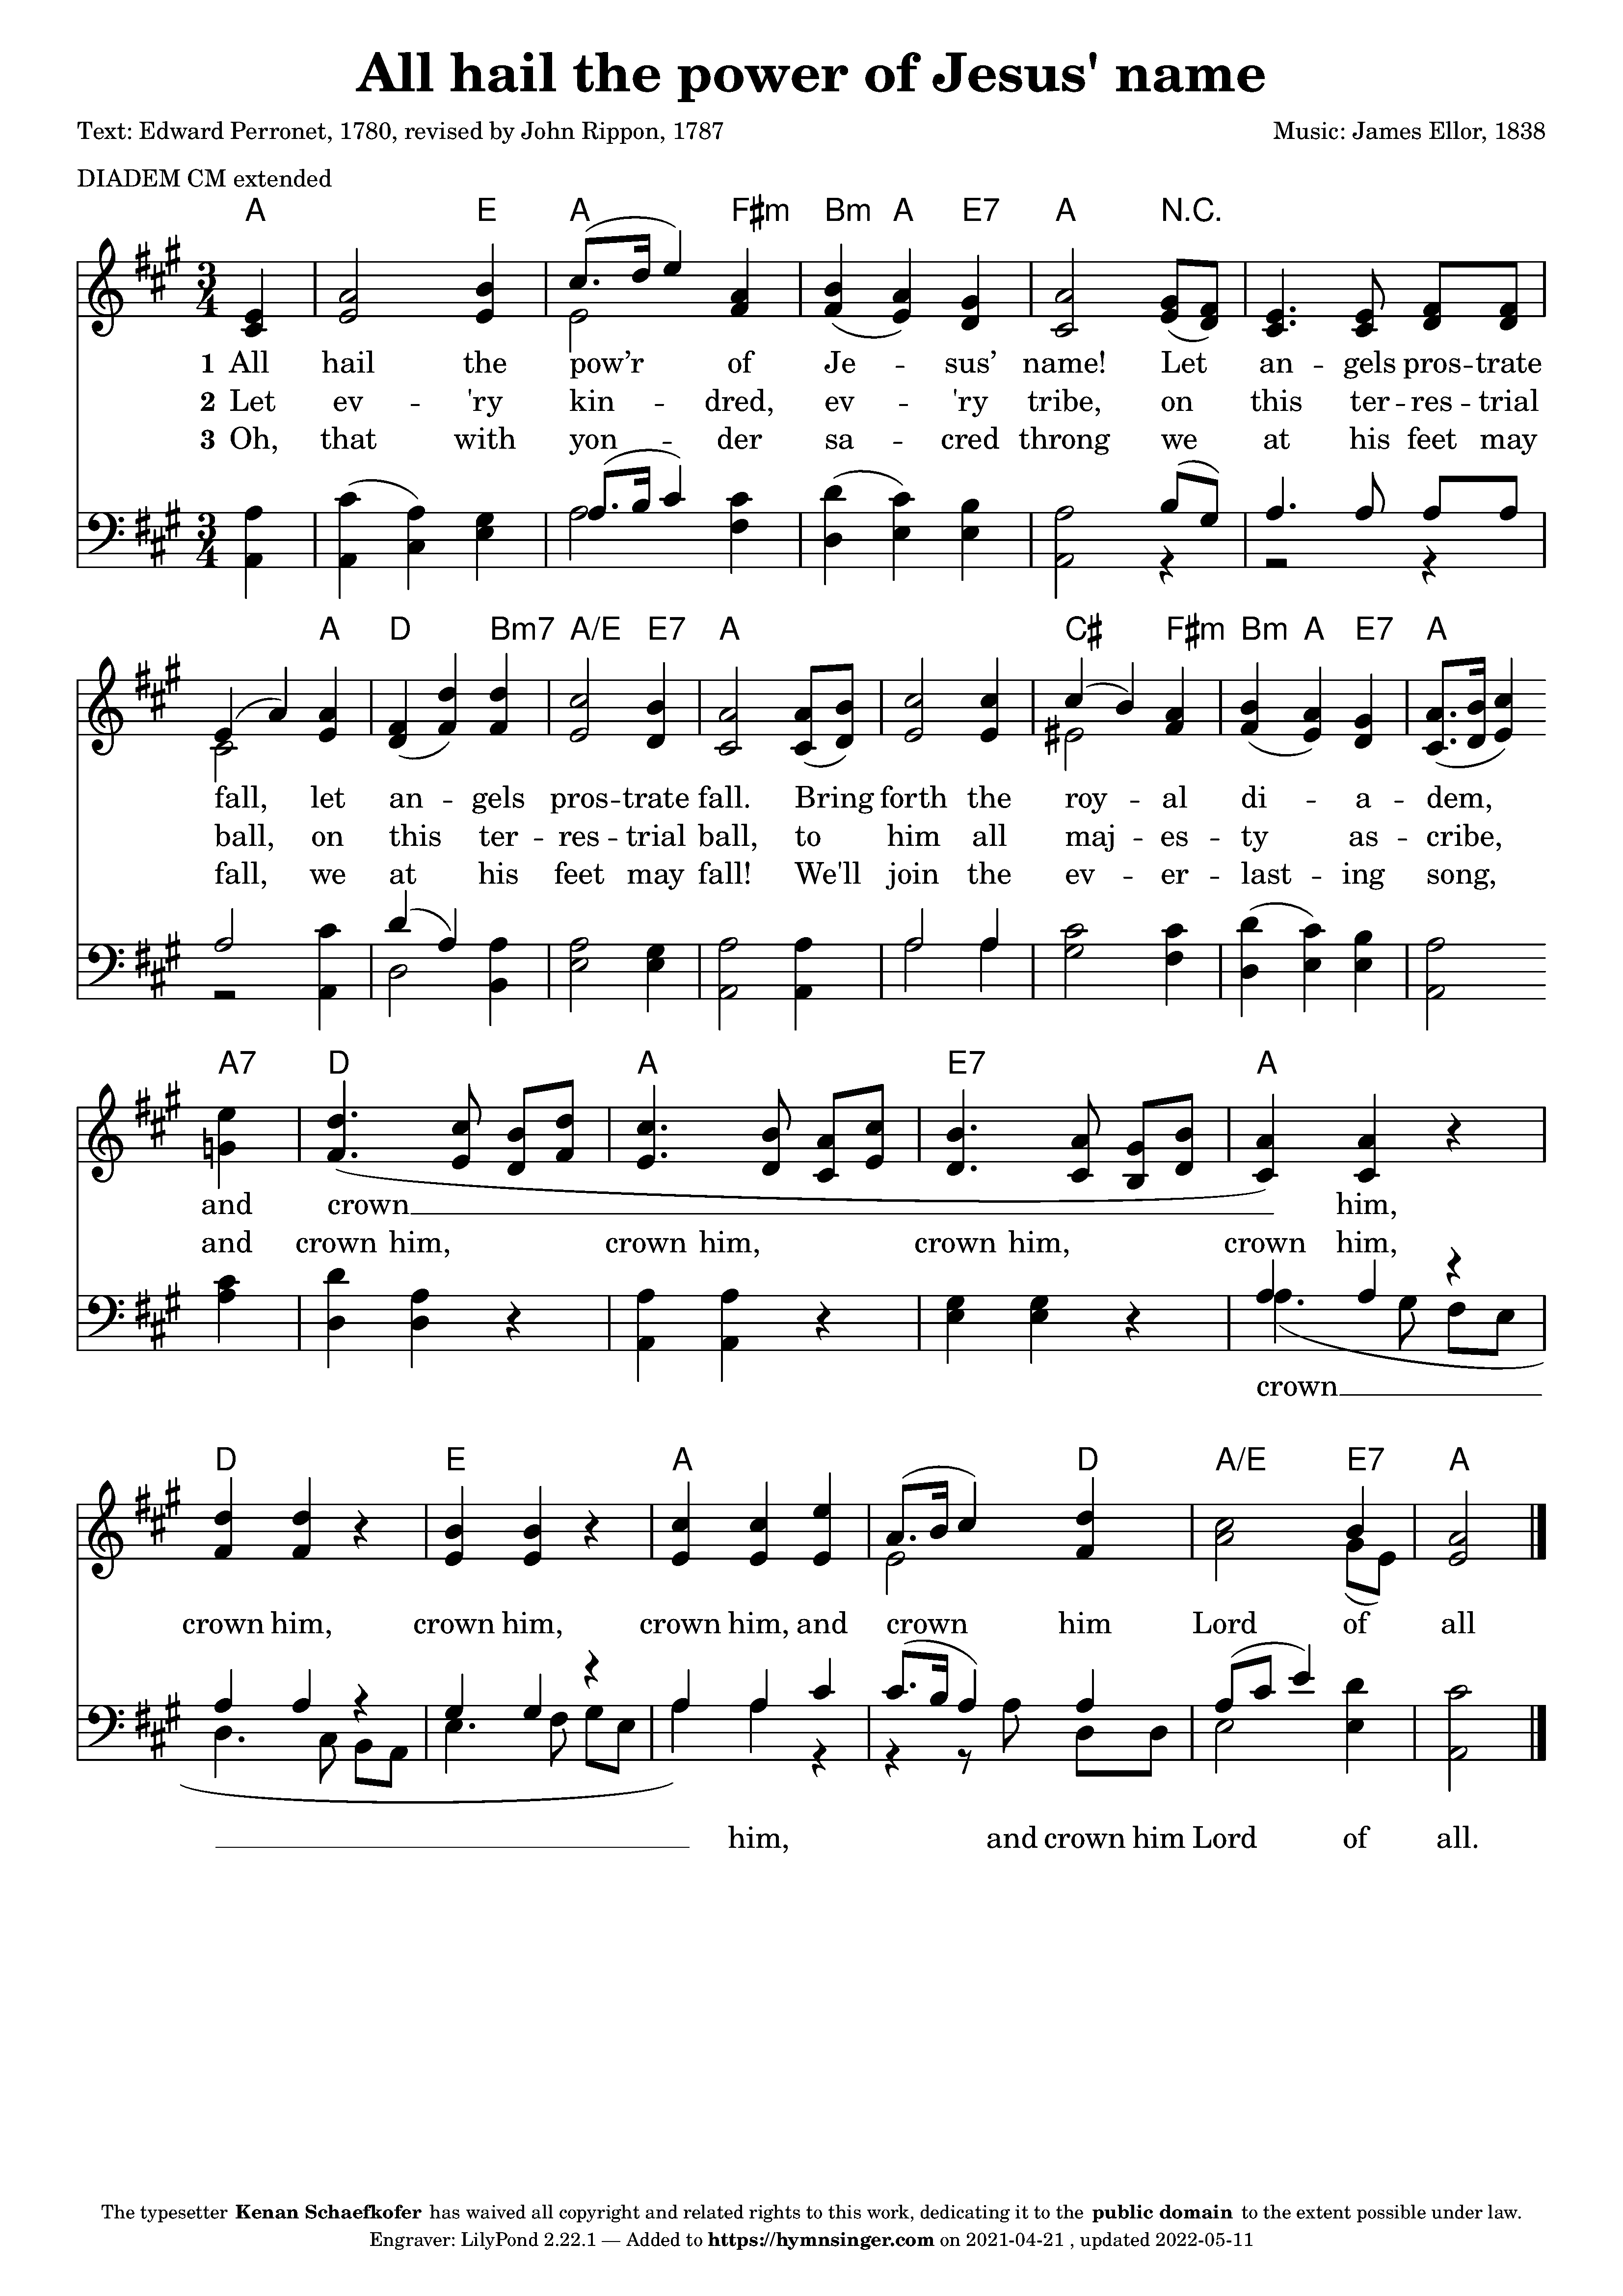 All hail the power of Jesus' name
Text: Edward Perronet, 1780, revised by John Rippon, 1787
Music: James Ellor, 1838
DIADEM CM extended
A E A F♯m Bm A E7 A N.C.
3 4
1 All hail the pow’r of Je -- sus’ name! Let an -- gels pros -- trate
2 Let ev -- 'ry kin -- dred, ev -- 'ry tribe, on this ter -- res -- trial
3 Oh, that with yon -- der sa -- cred throng we at his feet may
3 4
A D Bm7 A/E E7 A C♯ F♯m Bm A E7 A
fall, let an -- gels pros -- trate fall. Bring forth the roy -- al di -- a -- dem,
ball, on this ter -- res -- trial ball, to him all maj -- es -- ty as -- cribe,
fall, we at his feet may fall! We'll join the ev -- er -- last -- ing song,
A7 D A E7 A
and crown him,
and crown him, crown him, crown him, crown him,
crown
D E A D A/E E7 A
crown him, crown him, crown him, and crown him Lord of all
him, and crown him Lord of all.
The typesetter Kenan Schaefkofer has waived all copyright and related rights to this work, dedicating it to the public domain to the extent possible under law.
Engraver: LilyPond 2.22.1 — Added to https://hymnsinger.com on 2021-04-21 , updated 2022-05-11